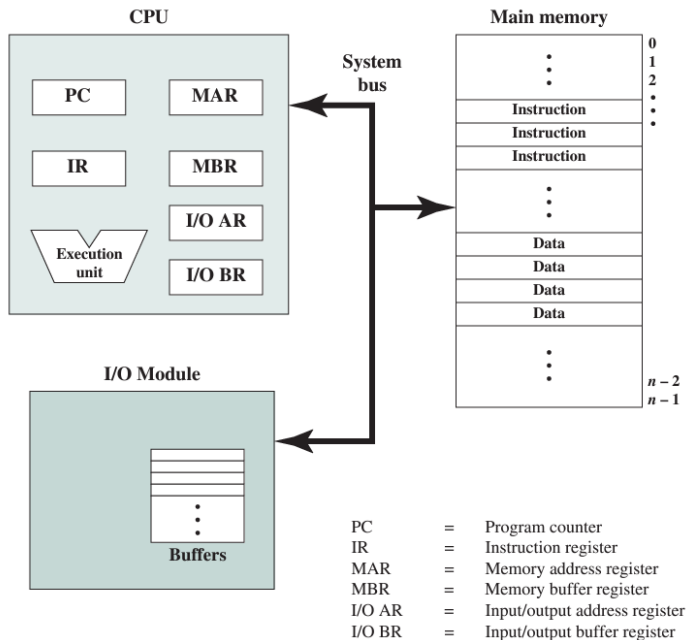 CPU
PC
MAR
IR
MBR
I/O AR
Execution
unit
I/O BR
System
bus
Main memory
0
1
2
Instruction
Instruction
Instruction
Data
Data
Data
Data
n – 2
n – 1
I/O Module
Buffers
PC = Program counter
IR = Instruction register
MAR = Memory address register
MBR = Memory buffer register
I/O AR = Input/output address register
I/O BR = Input/output buffer register